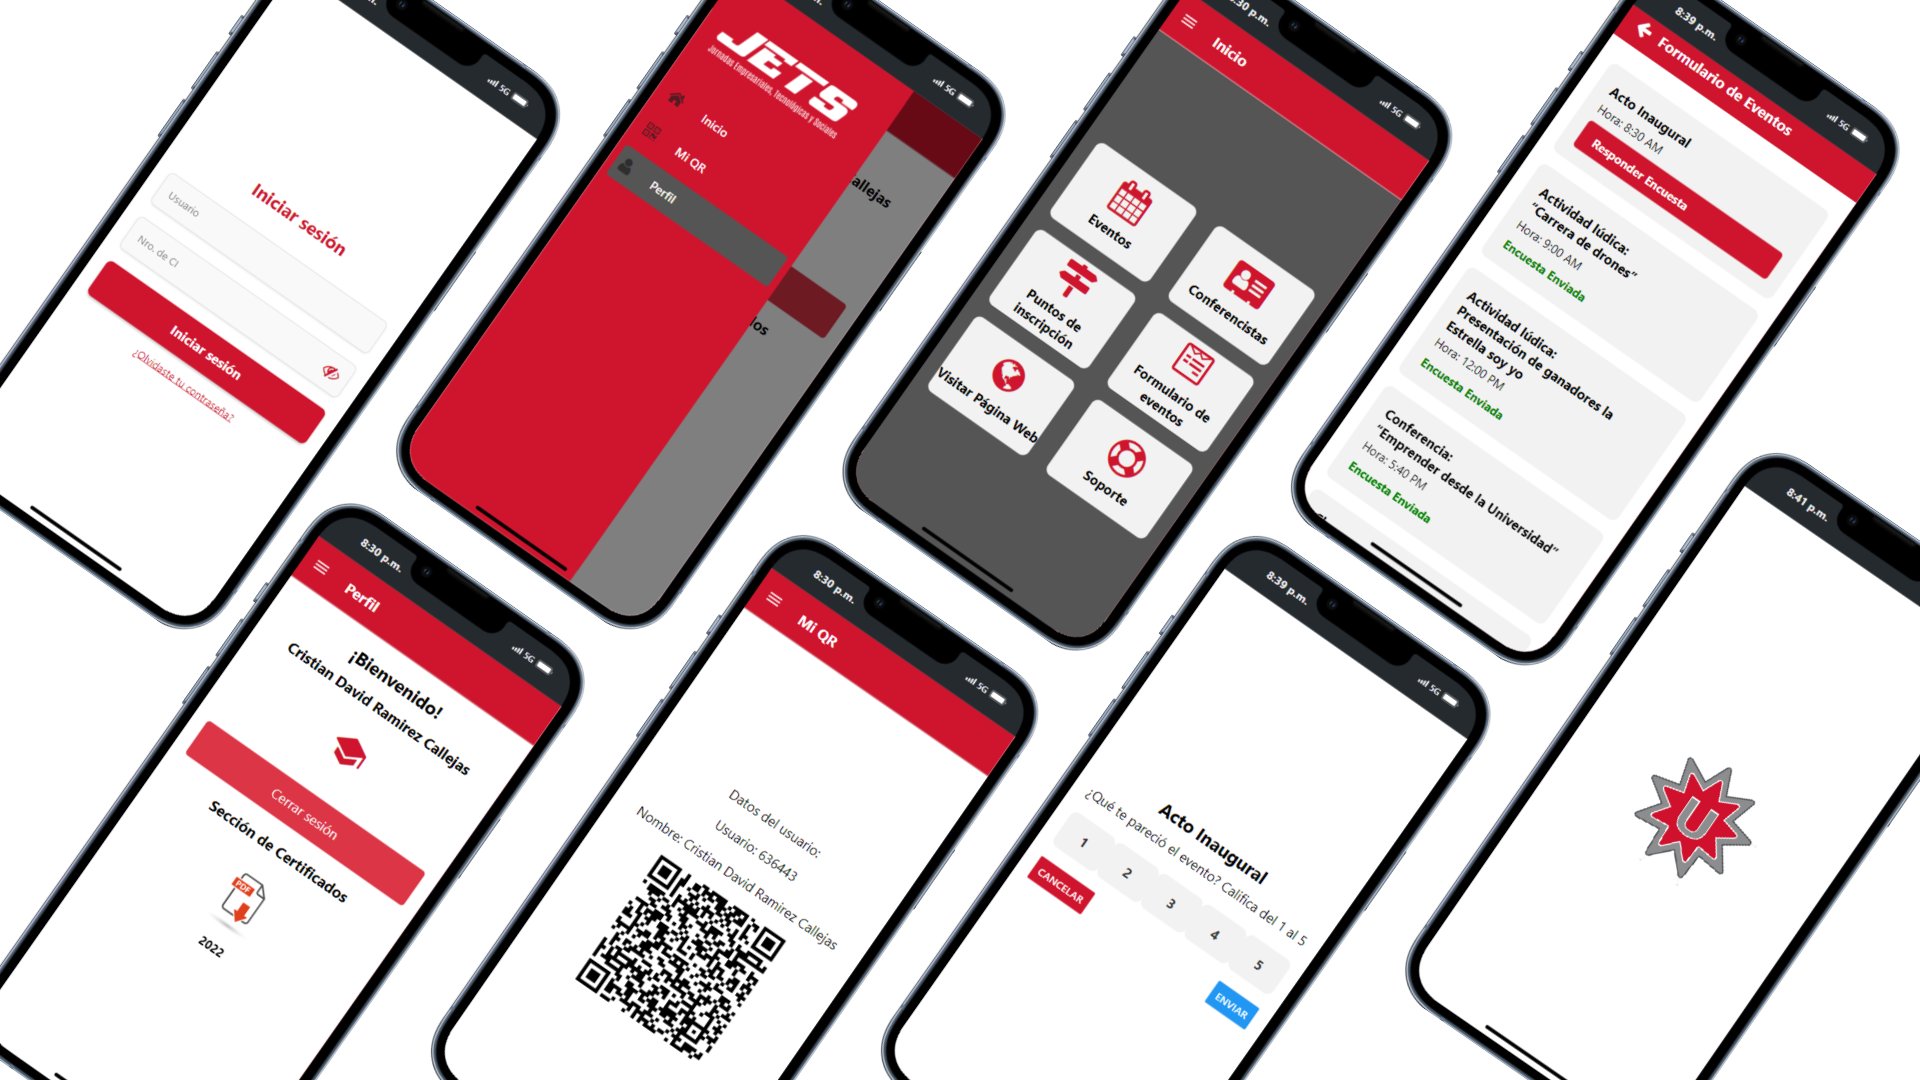 5G
Iniciar sesión
Usuario
Nro. de CI
Iniciar sesión
¿Olvidaste tu contraseña?
5G
JETS
Jornadas Empresariales, Tecnológicas y Sociales
Inicio
Mi QR
Perfil
allejas
dos
:30 p.m.
5G
Inicio
Eventos
Conferencistas
Puntos de
inscripción
Formulario de
eventos
Visitar Página Web
Soporte
8:39 p.m.
5G
Formulario de Eventos
Acto Inaugural
Hora: 8:30 AM
Responder Encuesta
Actividad lúdica:
“Carrera de drones”
Hora: 9:00 AM
Encuesta Enviada
Actividad lúdica:
Presentación de ganadores la
Estrella soy yo
Hora: 12:00 PM
Encuesta Enviada
Conferencia:
“Emprender desde la Universidad”
Hora: 5:40 PM
Encuesta Enviada
8:30 p.m.
5G
Perfil
¡Bienvenido!
Cristian David Ramirez Callejas
Cerrar sesión
Sección de Certificados
PDF
2022
8:30 p.m.
5G
Mi QR
Datos del usuario:
Usuario: 636443
Nombre: Cristian David Ramirez Callejas
8:39 p.m.
5G
Acto Inaugural
¿Qué te pareció el evento? Califica del 1 al 5
1
2
3
4
5
CANCELAR
ENVIAR
8:41 p.m.
U